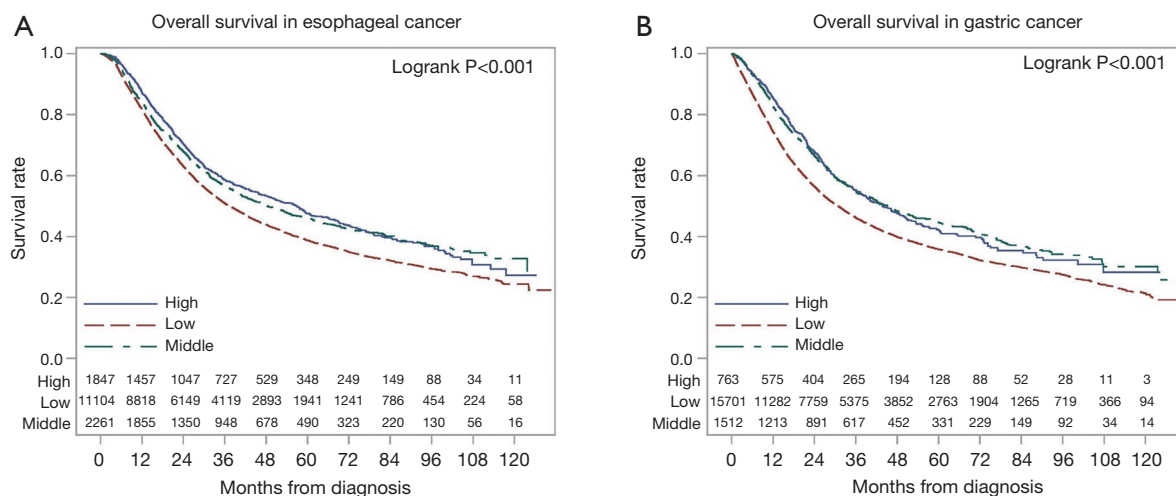 A
Overall survival in esophageal cancer
Logrank P<0.001
Survival rate
1.0
0.8
0.6
0.4
0.2
0.0
High
Low
Middle
High 1847 1457 1047 727 529 348 249 149 88 34 11
Low 11104 8818 6149 4119 2893 1941 1241 786 454 224 58
Middle 2261 1855 1350 948 678 490 323 220 130 56 16
0 12 24 36 48 60 72 84 96 108 120
Months from diagnosis
B
Overall survival in gastric cancer
Logrank P<0.001
Survival rate
1.0
0.8
0.6
0.4
0.2
0.0
High
Low
Middle
High 763 575 404 265 194 128 88 52 28 11 3
Low 15701 11282 7759 5375 3852 2763 1904 1265 719 366 94
Middle 1512 1213 891 617 452 331 229 149 92 34 14
0 12 24 36 48 60 72 84 96 108 120
Months from diagnosis